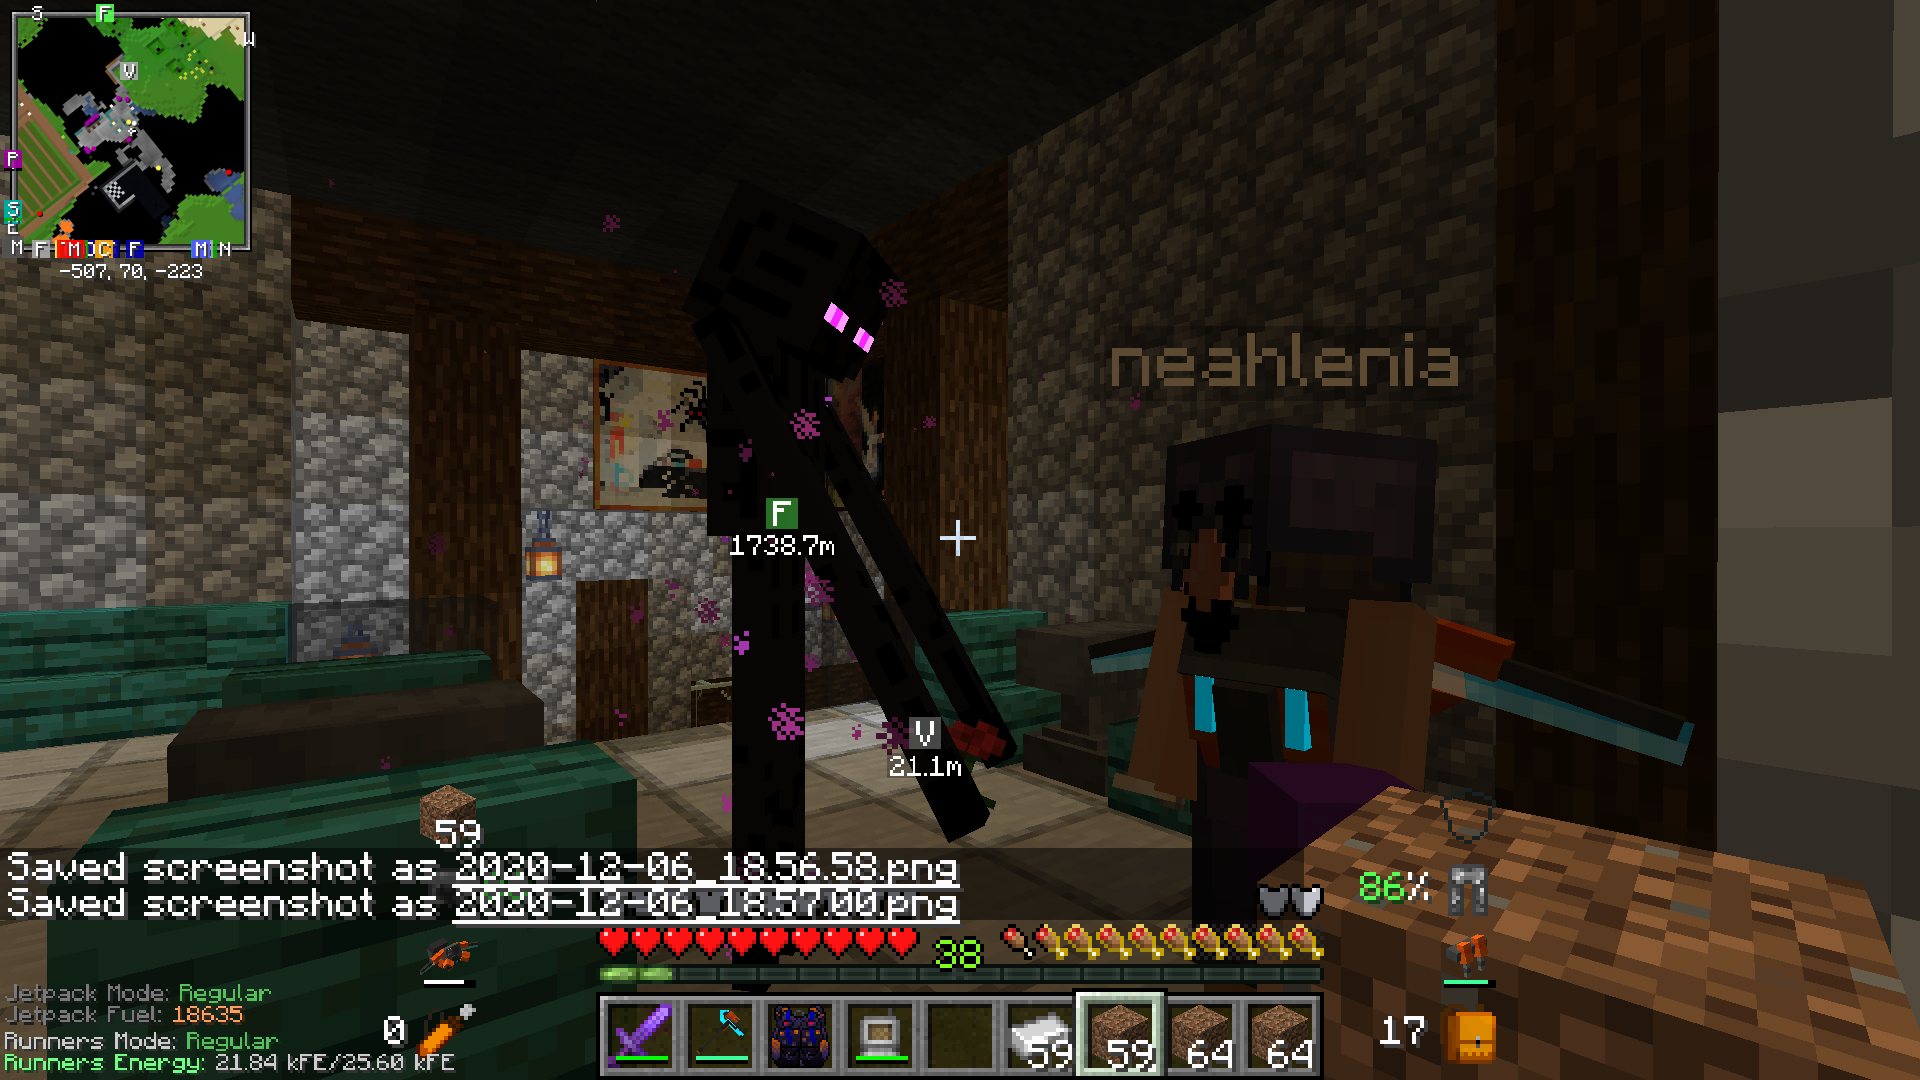 S
F
W
V
P
S
E
M F M C F M N
-507, 70, -223
neahlenia
F
1738.7m
V
21.1m
59
Saved screenshot as 2020-12-06_18.56.58.png
Saved screenshot as 2020-12-06_18.57.00.png
86%
38
Jetpack Mode: Regular
Jetpack Fuel: 18635
0
Runners Mode: Regular
Runners Energy: 21.84 kFE/25.60 kFE
59
59
64
64
17